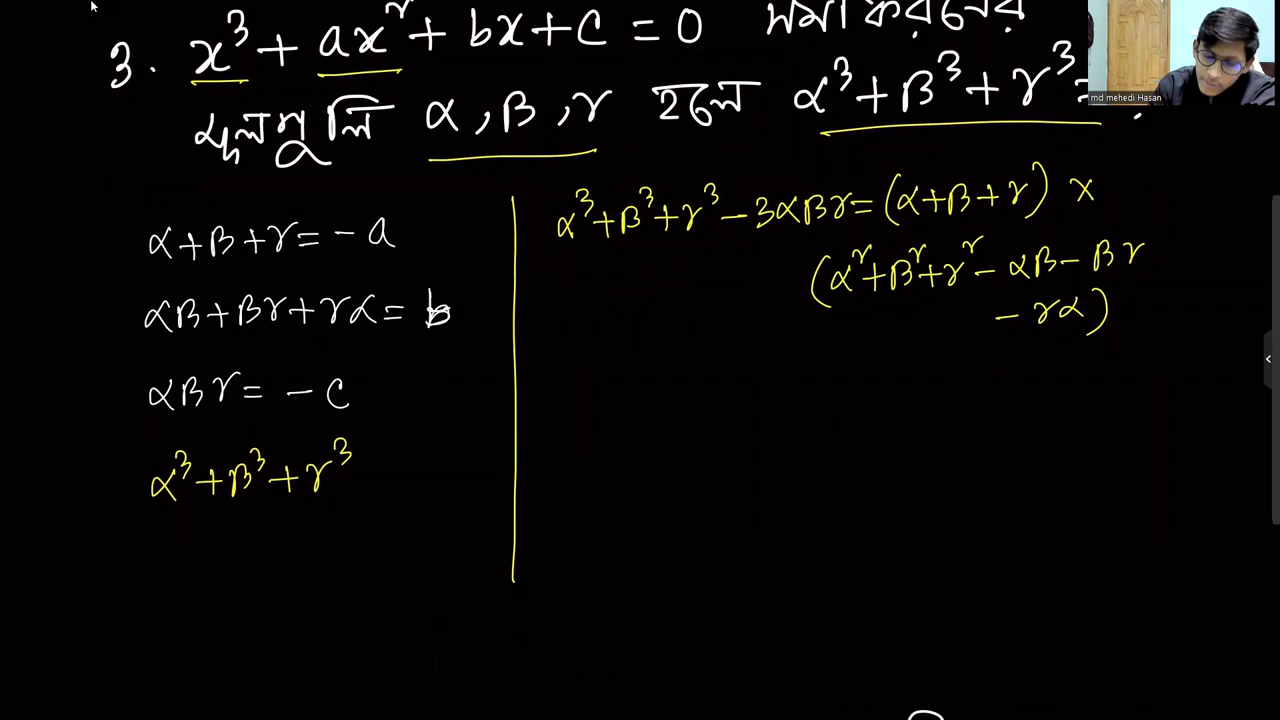 3. x³ + ax² + bx + c = 0 সমীকরণের
মূলগুলি α, β, γ হলে α³ + β³ + γ³ = ?
md mehedi Hasan
α + β + γ = - a
αβ + βγ + γα = b
αβγ = - c
α³ + β³ + γ³
α³ + β³ + γ³ - 3αβγ = (α + β + γ) ×
(α² + β² + γ² - αβ - βγ
- γα)